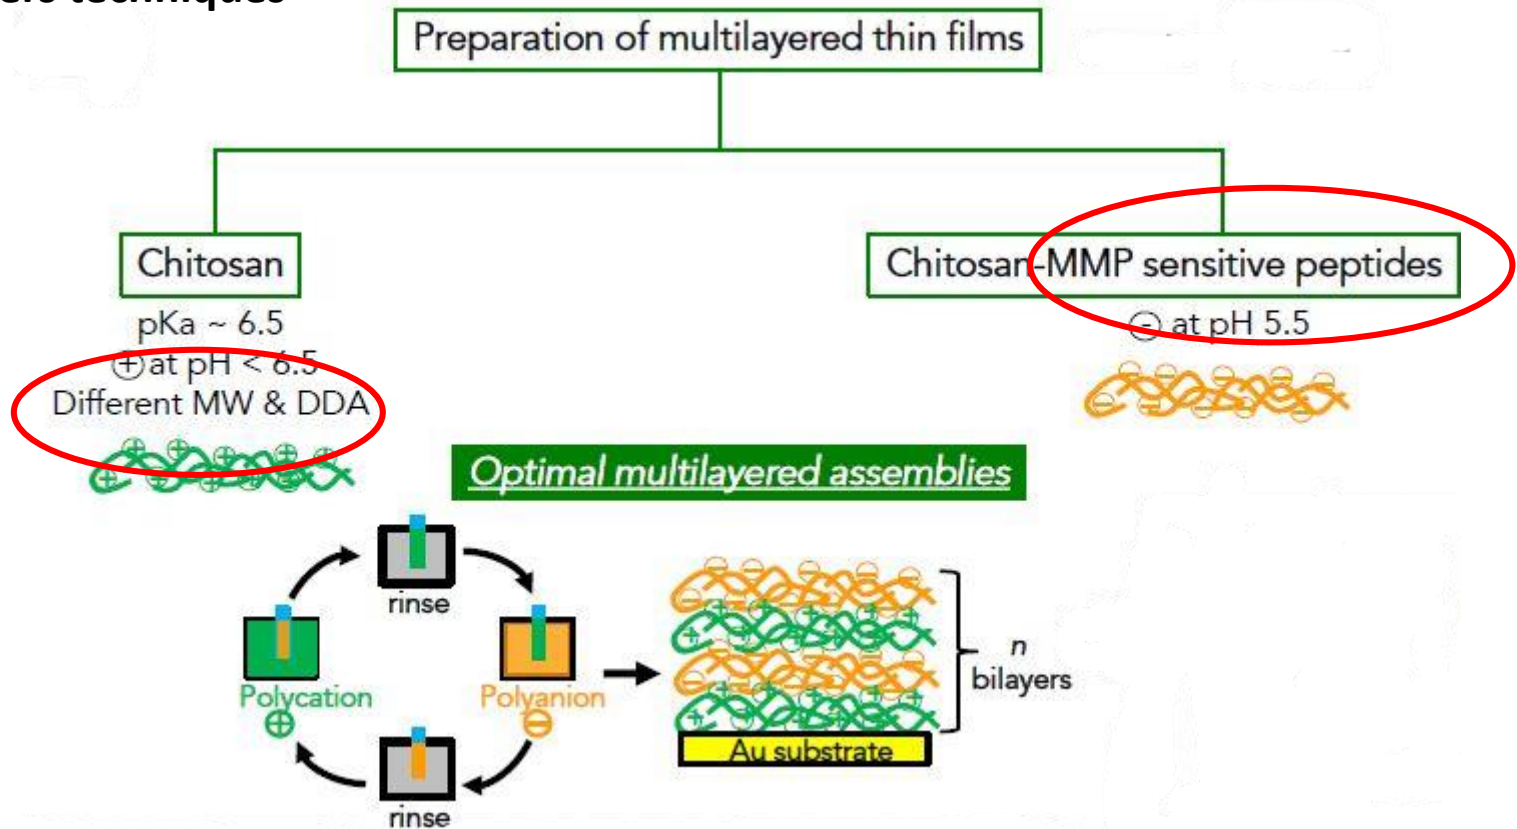 techniques
Preparation of multilayered thin films
Chitosan
pKa ~ 6.5
⊕ at pH < 6.5
Different MW & DDA
Chitosan-MMP sensitive peptides
⊖ at pH 5.5
Optimal multilayered assemblies
rinse
Polycation
⊕
Polyanion
⊖
rinse
n
bilayers
Au substrate